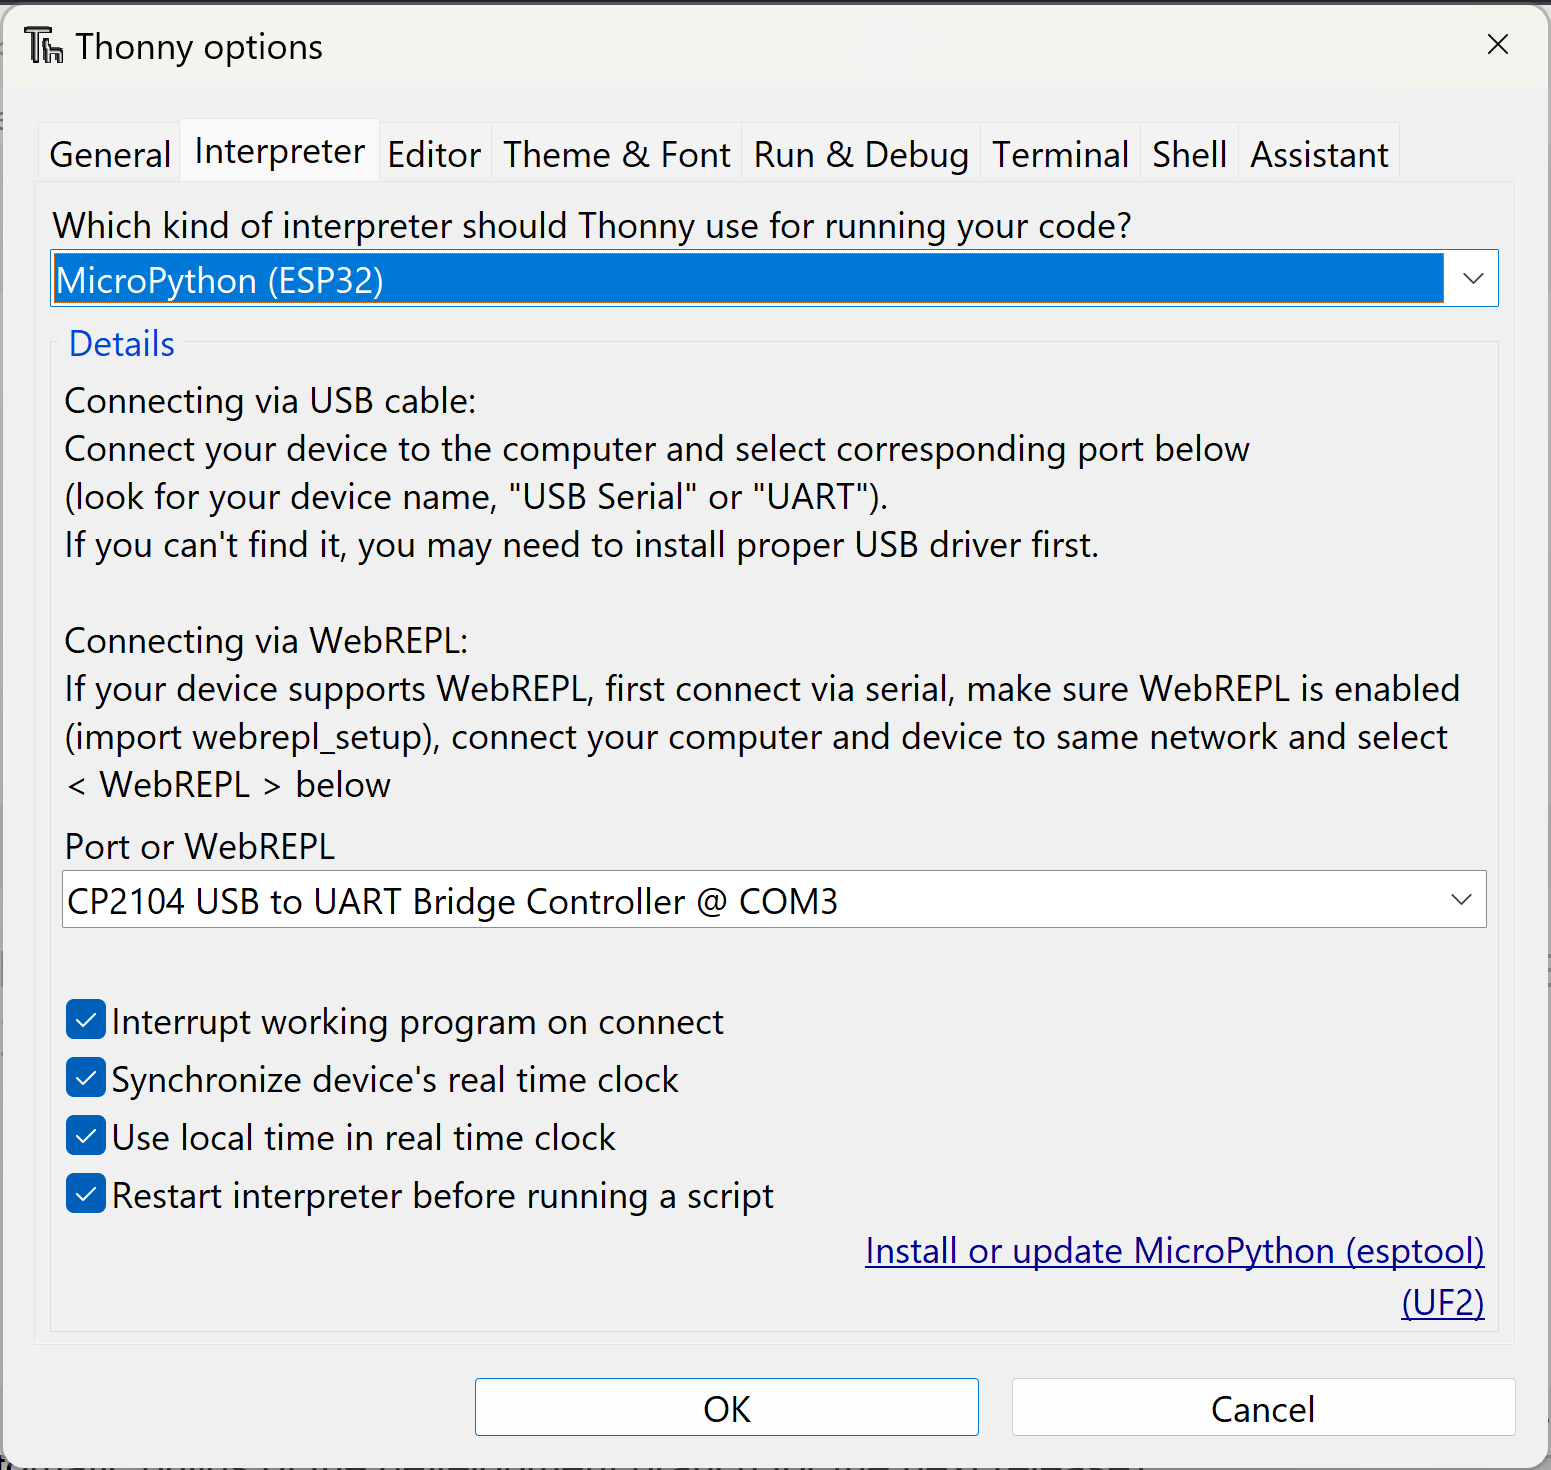 Thonny options
General Interpreter Editor Theme & Font Run & Debug Terminal Shell Assistant
Which kind of interpreter should Thonny use for running your code?
MicroPython (ESP32)
Details
Connecting via USB cable:
Connect your device to the computer and select corresponding port below
(look for your device name, "USB Serial" or "UART").
If you can't find it, you may need to install proper USB driver first.
Connecting via WebREPL:
If your device supports WebREPL, first connect via serial, make sure WebREPL is enabled
(import webrepl_setup), connect your computer and device to same network and select
< WebREPL > below
Port or WebREPL
CP2104 USB to UART Bridge Controller @ COM3
Interrupt working program on connect
Synchronize device's real time clock
Use local time in real time clock
Restart interpreter before running a script
Install or update MicroPython (esptool)
(UF2)
OK Cancel